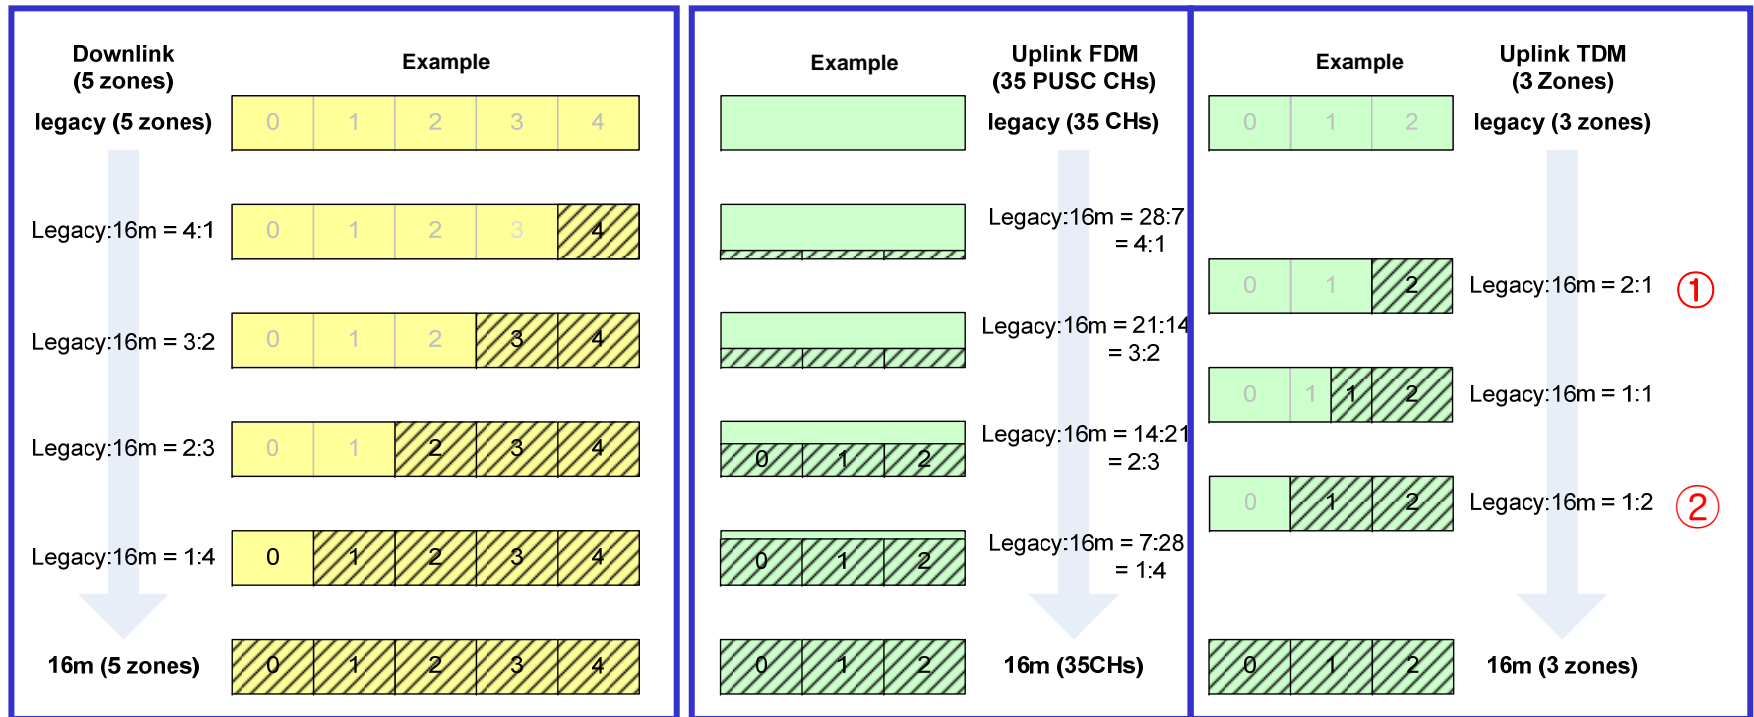 Downlink
(5 zones)
Example
legacy (5 zones)
0 1 2 3 4
Legacy:16m = 4:1
0 1 2 3 4
Legacy:16m = 3:2
0 1 2 3 4
Legacy:16m = 2:3
0 1 2 3 4
Legacy:16m = 1:4
0 1 2 3 4
16m (5 zones)
0 1 2 3 4
Example
Uplink FDM
(35 PUSC CHs)
legacy (35 CHs)
Legacy:16m = 28:7
= 4:1
Legacy:16m = 21:14
= 3:2
Legacy:16m = 14:21
= 2:3
0 1 2
Legacy:16m = 7:28
= 1:4
0 1 2
0 1 2
16m (35CHs)
Example
Uplink TDM
(3 Zones)
0 1 2
legacy (3 zones)
0 1 2
Legacy:16m = 2:1 ①
0 1 1 2
Legacy:16m = 1:1
0 1 2
Legacy:16m = 1:2 ②
0 1 2
16m (3 zones)